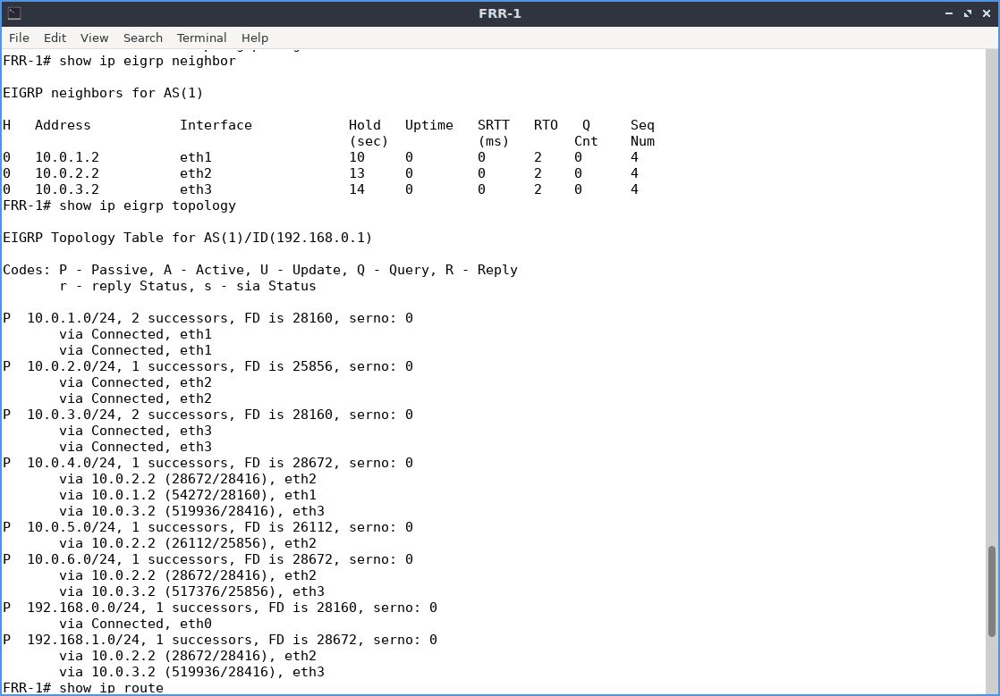 FRR-1
File Edit View Search Terminal Help
FRR-1# show ip eigrp neighbor
EIGRP neighbors for AS(1)
H   Address           Interface            Hold   Uptime   SRTT   RTO   Q     Seq
                                           (sec)           (ms)        Cnt    Num
0   10.0.1.2          eth1                 10     0        0      2    0      4
0   10.0.2.2          eth2                 13     0        0      2    0      4
0   10.0.3.2          eth3                 14     0        0      2    0      4
FRR-1# show ip eigrp topology
EIGRP Topology Table for AS(1)/ID(192.168.0.1)
Codes: P - Passive, A - Active, U - Update, Q - Query, R - Reply
       r - reply Status, s - sia Status
P  10.0.1.0/24, 2 successors, FD is 28160, serno: 0
       via Connected, eth1
       via Connected, eth1
P  10.0.2.0/24, 1 successors, FD is 25856, serno: 0
       via Connected, eth2
       via Connected, eth2
P  10.0.3.0/24, 2 successors, FD is 28160, serno: 0
       via Connected, eth3
       via Connected, eth3
P  10.0.4.0/24, 1 successors, FD is 28672, serno: 0
       via 10.0.2.2 (28672/28416), eth2
       via 10.0.1.2 (54272/28160), eth1
       via 10.0.3.2 (519936/28416), eth3
P  10.0.5.0/24, 1 successors, FD is 26112, serno: 0
       via 10.0.2.2 (26112/25856), eth2
P  10.0.6.0/24, 1 successors, FD is 28672, serno: 0
       via 10.0.2.2 (28672/28416), eth2
       via 10.0.3.2 (517376/25856), eth3
P  192.168.0.0/24, 1 successors, FD is 28160, serno: 0
       via Connected, eth0
P  192.168.1.0/24, 1 successors, FD is 28672, serno: 0
       via 10.0.2.2 (28672/28416), eth2
       via 10.0.3.2 (519936/28416), eth3
FRR-1# show ip route